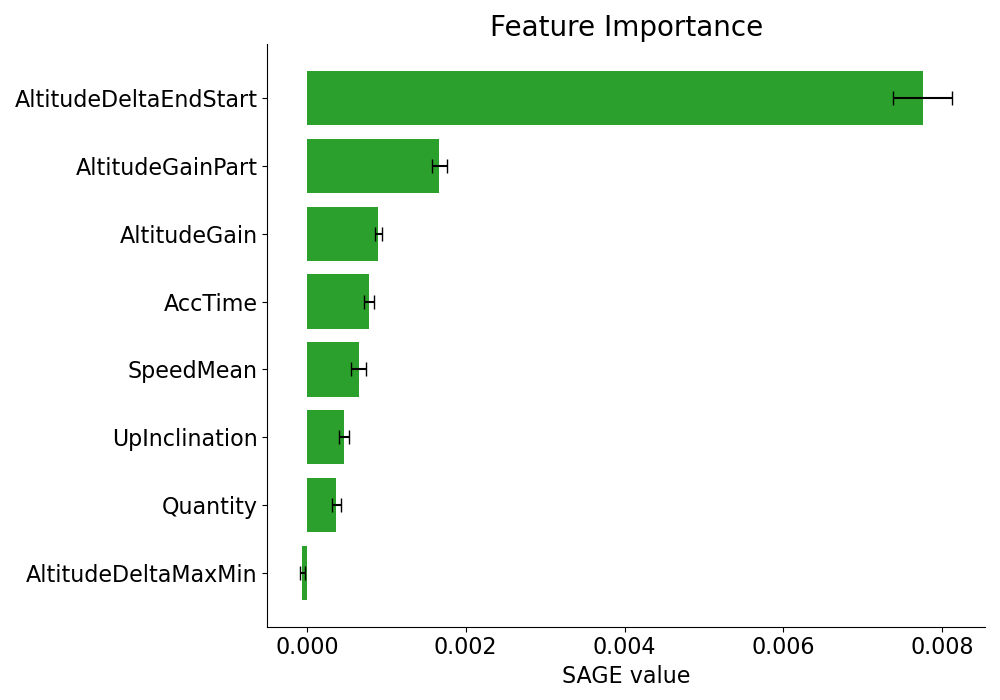 Feature Importance
AltitudeDeltaEndStart
AltitudeGainPart
AltitudeGain
AccTime
SpeedMean
UpInclination
Quantity
AltitudeDeltaMaxMin
0.000 0.002 0.004 0.006 0.008
SAGE value